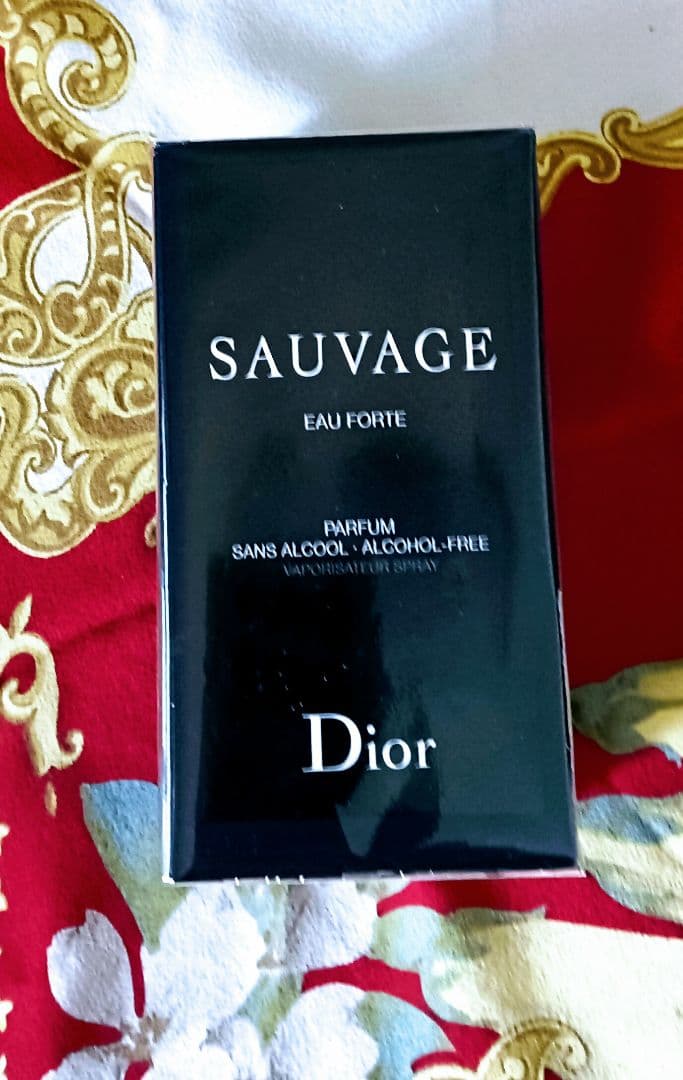 SAUVAGE
EAU FORTE
PARFUM
SANS ALCOOL · ALCOHOL-FREE
VAPORISATEUR SPRAY
Dior